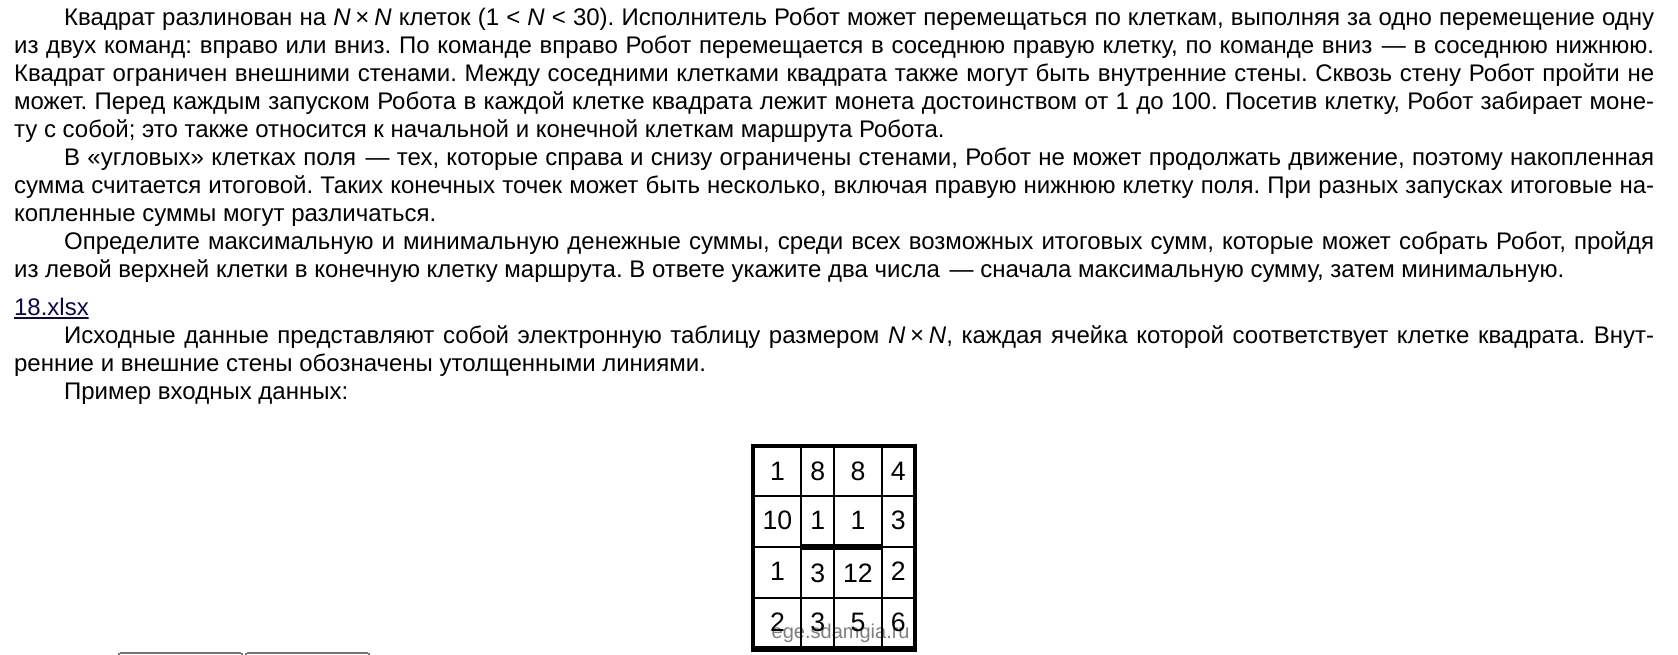 Квадрат разлинован на N × N клеток (1 < N < 30). Исполнитель Робот может перемещаться по клеткам, выполняя за одно перемещение одну
из двух команд: вправо или вниз. По команде вправо Робот перемещается в соседнюю правую клетку, по команде вниз — в соседнюю нижнюю.
Квадрат ограничен внешними стенами. Между соседними клетками квадрата также могут быть внутренние стены. Сквозь стену Робот пройти не
может. Перед каждым запуском Робота в каждой клетке квадрата лежит монета достоинством от 1 до 100. Посетив клетку, Робот забирает моне-
ту с собой; это также относится к начальной и конечной клеткам маршрута Робота.
В «угловых» клетках поля — тех, которые справа и снизу ограничены стенами, Робот не может продолжать движение, поэтому накопленная
сумма считается итоговой. Таких конечных точек может быть несколько, включая правую нижнюю клетку поля. При разных запусках итоговые на-
копленные суммы могут различаться.
Определите максимальную и минимальную денежные суммы, среди всех возможных итоговых сумм, которые может собрать Робот, пройдя
из левой верхней клетки в конечную клетку маршрута. В ответе укажите два числа — сначала максимальную сумму, затем минимальную.
18.xlsx
Исходные данные представляют собой электронную таблицу размером N × N, каждая ячейка которой соответствует клетке квадрата. Внут-
ренние и внешние стены обозначены утолщенными линиями.
Пример входных данных:
1 8 8 4
10 1 1 3
1 3 12 2
2 3 5 6
ege.sdamgia.ru